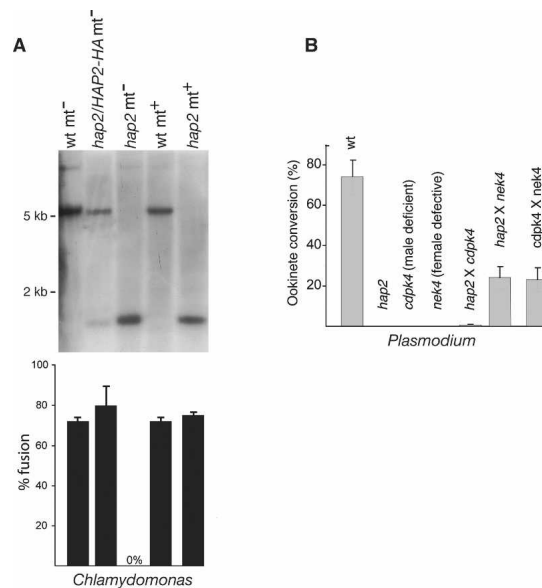 A
wt mt-
hap2/HAP2-HA mt-
hap2 mt-
wt mt+
hap2 mt+
5 kb
2 kb
% fusion
100
80
60
40
20
0%
Chlamydomonas
B
Ookinete conversion (%)
80
60
40
20
wt
hap2
cdpk4 (male deficient)
nek4 (female defective)
hap2 X cdpk4
hap2 X nek4
cdpk4 X nek4
Plasmodium